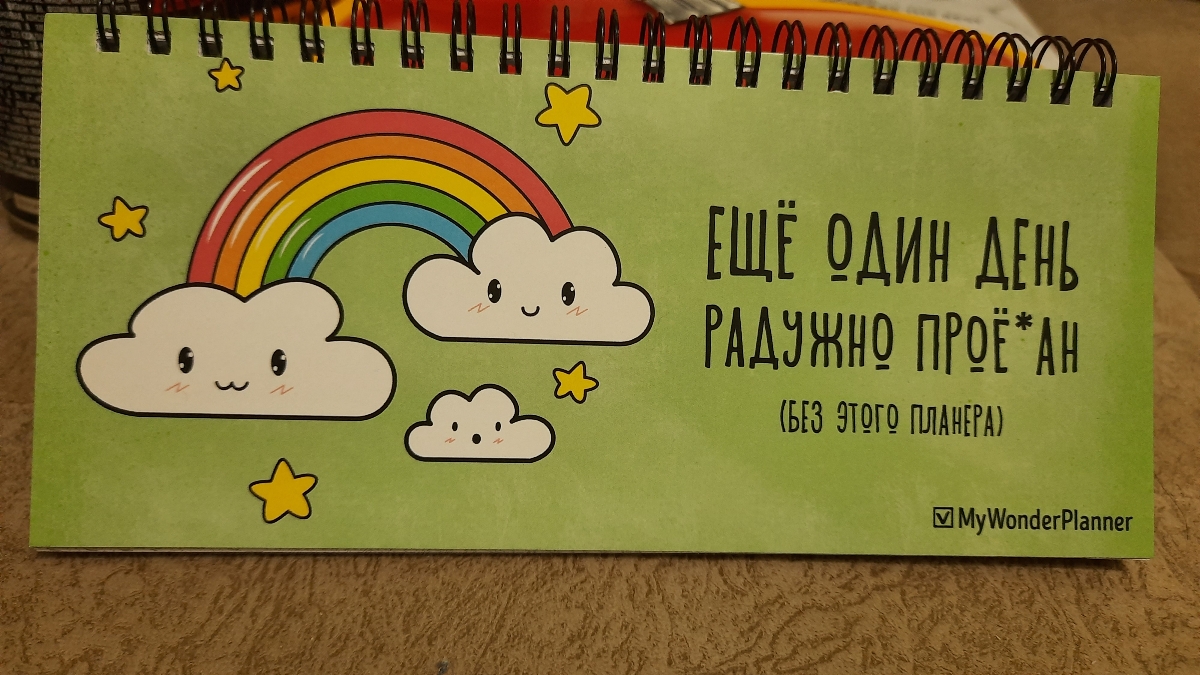 ЕЩЁ ОДИН ДЕНЬ
РАДУЖНО ПРОЁ*АН
(БЕЗ ЭТОГО ПЛАНЕРА)
MyWonderPlanner